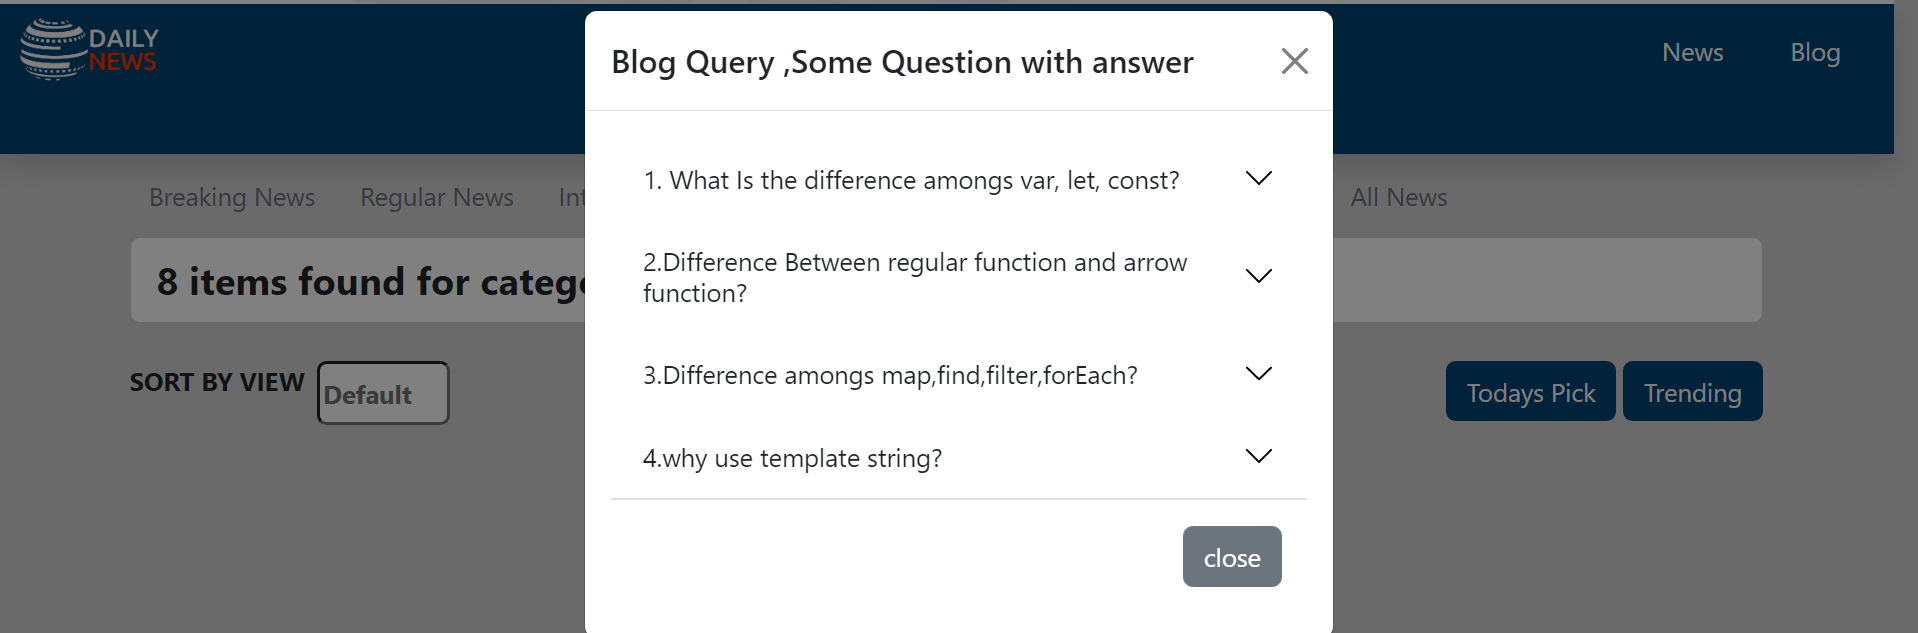 DAILY
NEWS
News
Blog
Blog Query ,Some Question with answer
Breaking News
Regular News
All News
8 items found for
SORT BY VIEW
Default
Todays Pick
Trending
1. What Is the difference amongs var, let, const?
2.Difference Between regular function and arrow
function?
3.Difference amongs map,find,filter,forEach?
4.why use template string?
close